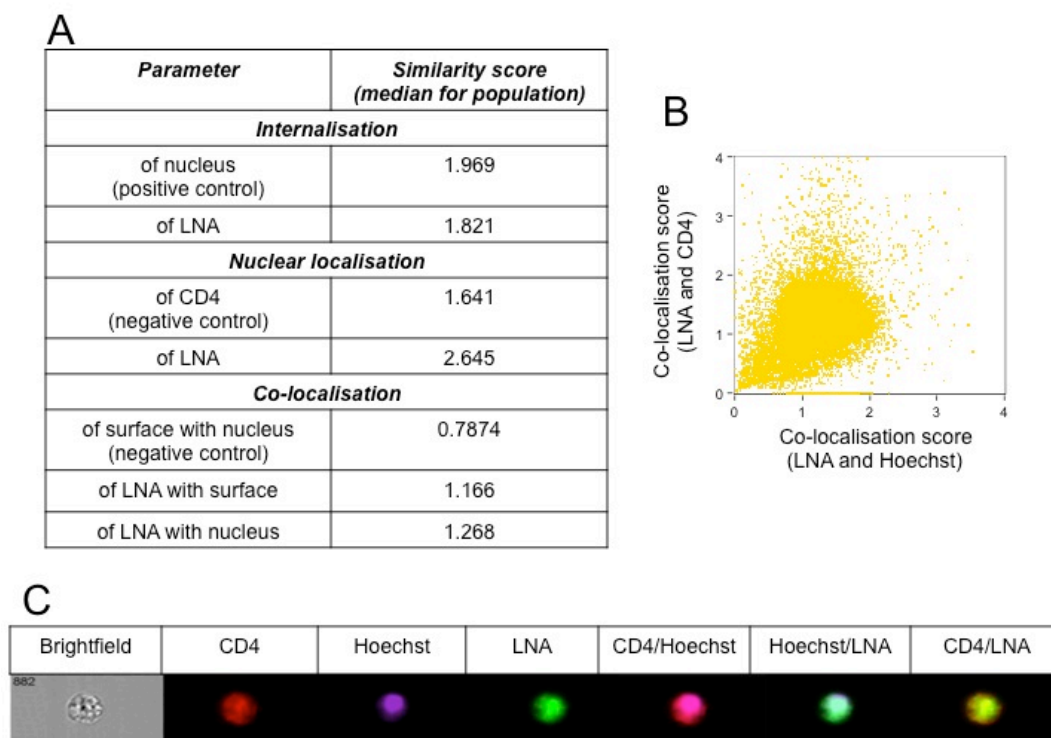 A
Parameter
Similarity score
(median for population)
Internalisation
of nucleus
(positive control)
1.969
of LNA
1.821
Nuclear localisation
of CD4
(negative control)
1.641
of LNA
2.645
Co-localisation
of surface with nucleus
(negative control)
0.7874
of LNA with surface
1.166
of LNA with nucleus
1.268
B
Co-localisation score
(LNA and CD4)
4
3
2
1
0
0 1 2 3 4
Co-localisation score
(LNA and Hoechst)
C
Brightfield CD4 Hoechst LNA CD4/Hoechst Hoechst/LNA CD4/LNA
882